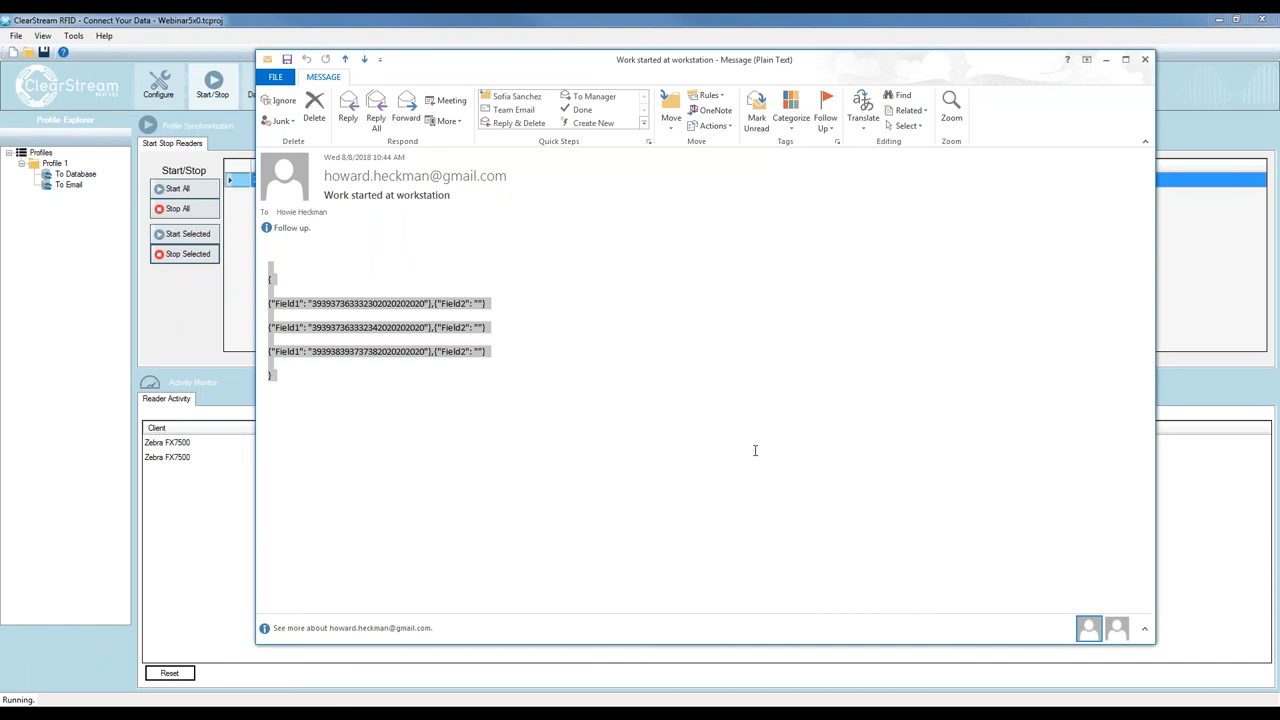 ClearStream RFID - Connect Your Data - Webinar5x0.tcproj
File View Tools Help
ClearStream
RFID
Configure
Start/Stop
Profile Explorer
Profiles
Profile 1
To Database
To Email
Profile Synchronization
Start Stop Readers
Start/Stop
Start All
Stop All
Start Selected
Stop Selected
Activity Monitor
Reader Activity
Client
Zebra FX7500
Zebra FX7500
Reset
Running.
Work started at workstation - Message (Plain Text)
FILE MESSAGE
Ignore
Junk
Delete
Delete
Reply
Reply All
Forward
Meeting
More
Respond
Sofia Sanchez
Team Email
Reply & Delete
To Manager
Done
Create New
Quick Steps
Move
Rules
OneNote
Actions
Move
Mark Unread
Categorize
Follow Up
Tags
Translate
Find
Related
Select
Editing
Zoom
Zoom
Wed 8/8/2018 10:44 AM
howard.heckman@gmail.com
Work started at workstation
To Howie Heckman
Follow up.
{
{"Field1": "393937363332302020202020"},{"Field2": ""}
{"Field1": "393937363332342020202020"},{"Field2": ""}
{"Field1": "393938393737382020202020"},{"Field2": ""}
}
See more about howard.heckman@gmail.com.